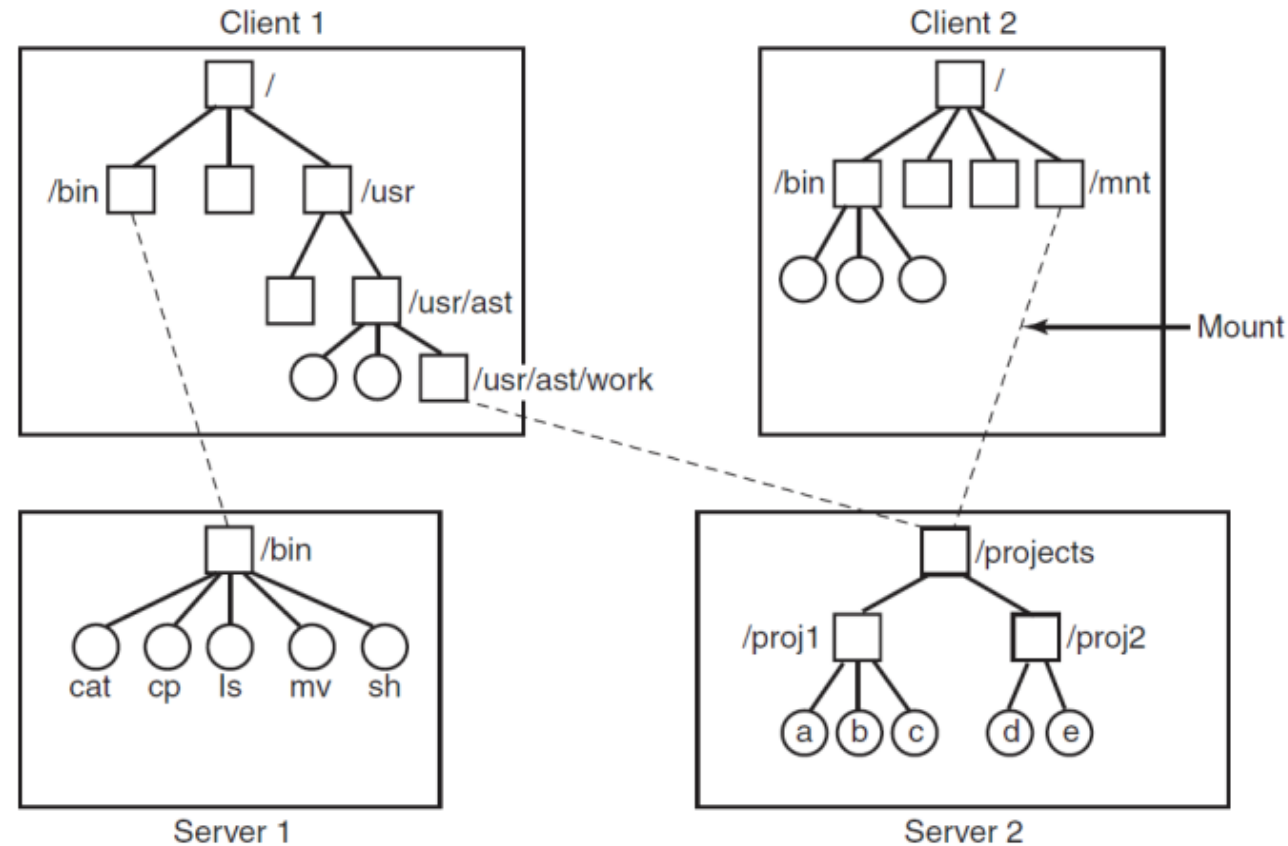 Client 1
Client 2
/
/
/bin
/usr
/bin
/mnt
/usr/ast
Mount
/usr/ast/work
/bin
/projects
/proj1
/proj2
cat cp ls mv sh
a b c d e
Server 1
Server 2